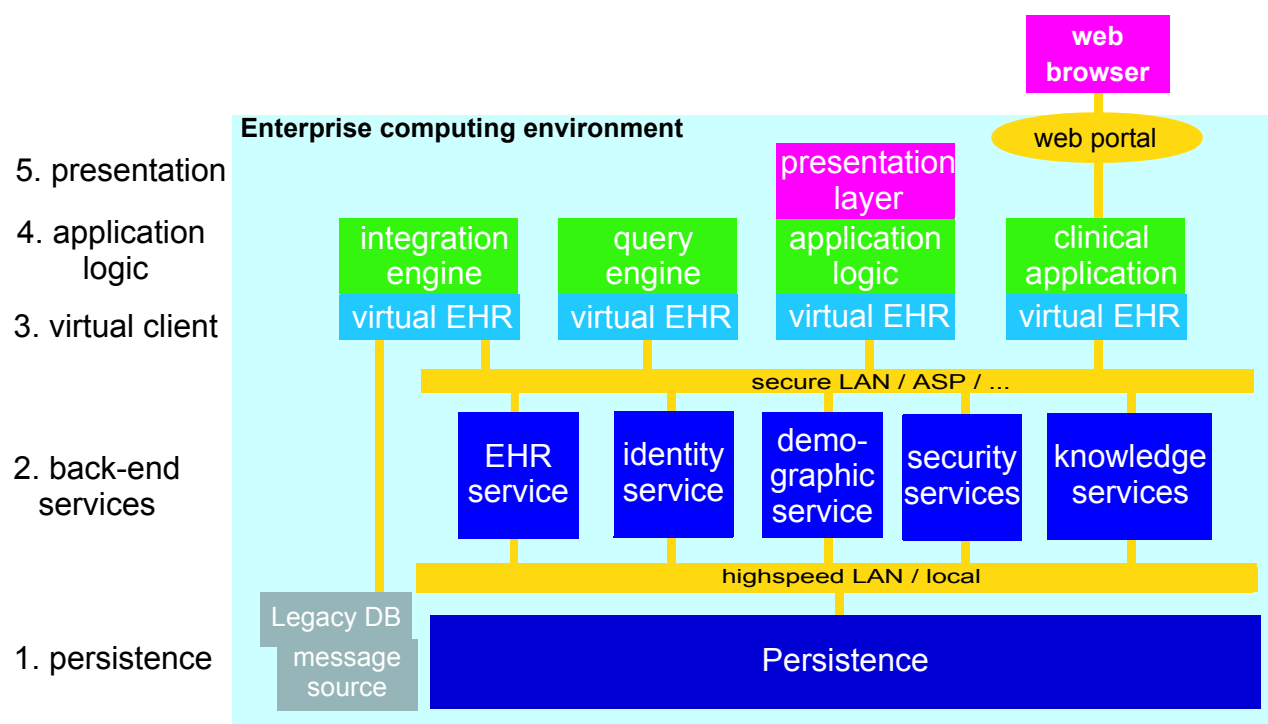 web
browser
Enterprise computing environment
web portal
5. presentation
presentation
layer
4. application
logic
integration
engine
query
engine
application
logic
clinical
application
3. virtual client
virtual EHR
virtual EHR
virtual EHR
virtual EHR
secure LAN / ASP / ...
2. back-end
services
EHR
service
identity
service
demo-
graphic
service
security
services
knowledge
services
highspeed LAN / local
1. persistence
Legacy DB
message
source
Persistence